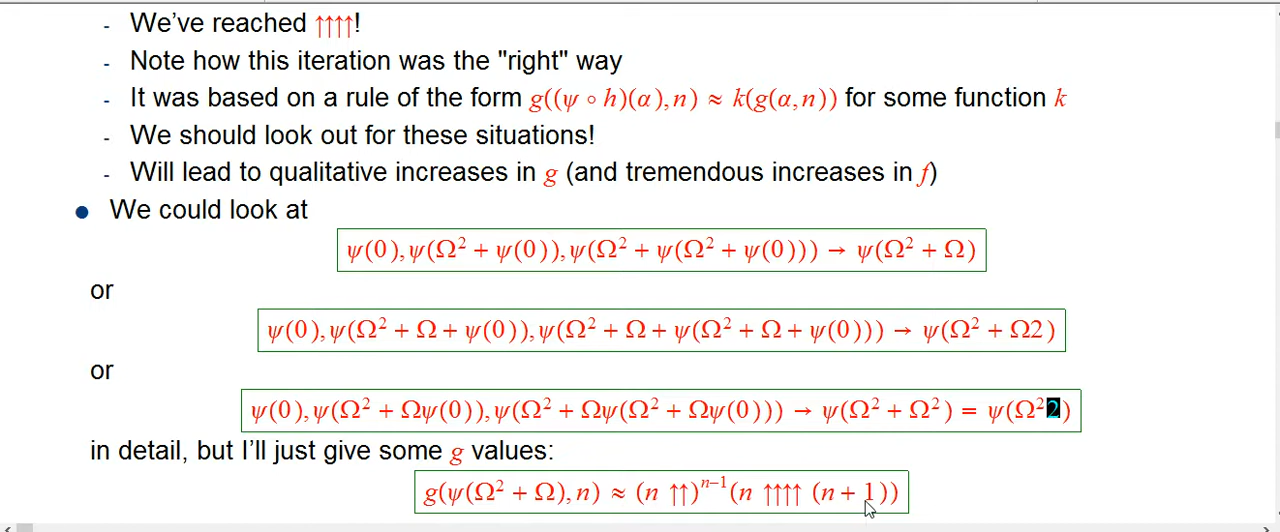 - We've reached ↑↑↑↑!
- Note how this iteration was the "right" way
- It was based on a rule of the form g((ψ ∘ h)(α), n) ≈ k(g(α, n)) for some function k
- We should look out for these situations!
- Will lead to qualitative increases in g (and tremendous increases in f)
● We could look at
ψ(0), ψ(Ω² + ψ(0)), ψ(Ω² + ψ(Ω² + ψ(0))) → ψ(Ω² + Ω)
or
ψ(0), ψ(Ω² + Ω + ψ(0)), ψ(Ω² + Ω + ψ(Ω² + Ω + ψ(0))) → ψ(Ω² + Ω2)
or
ψ(0), ψ(Ω² + Ωψ(0)), ψ(Ω² + Ωψ(Ω² + Ωψ(0))) → ψ(Ω² + Ω²) = ψ(Ω²2)
in detail, but I'll just give some g values:
g(ψ(Ω² + Ω), n) ≈ (n ↑↑)ⁿ⁻¹(n ↑↑↑↑ (n + 1))